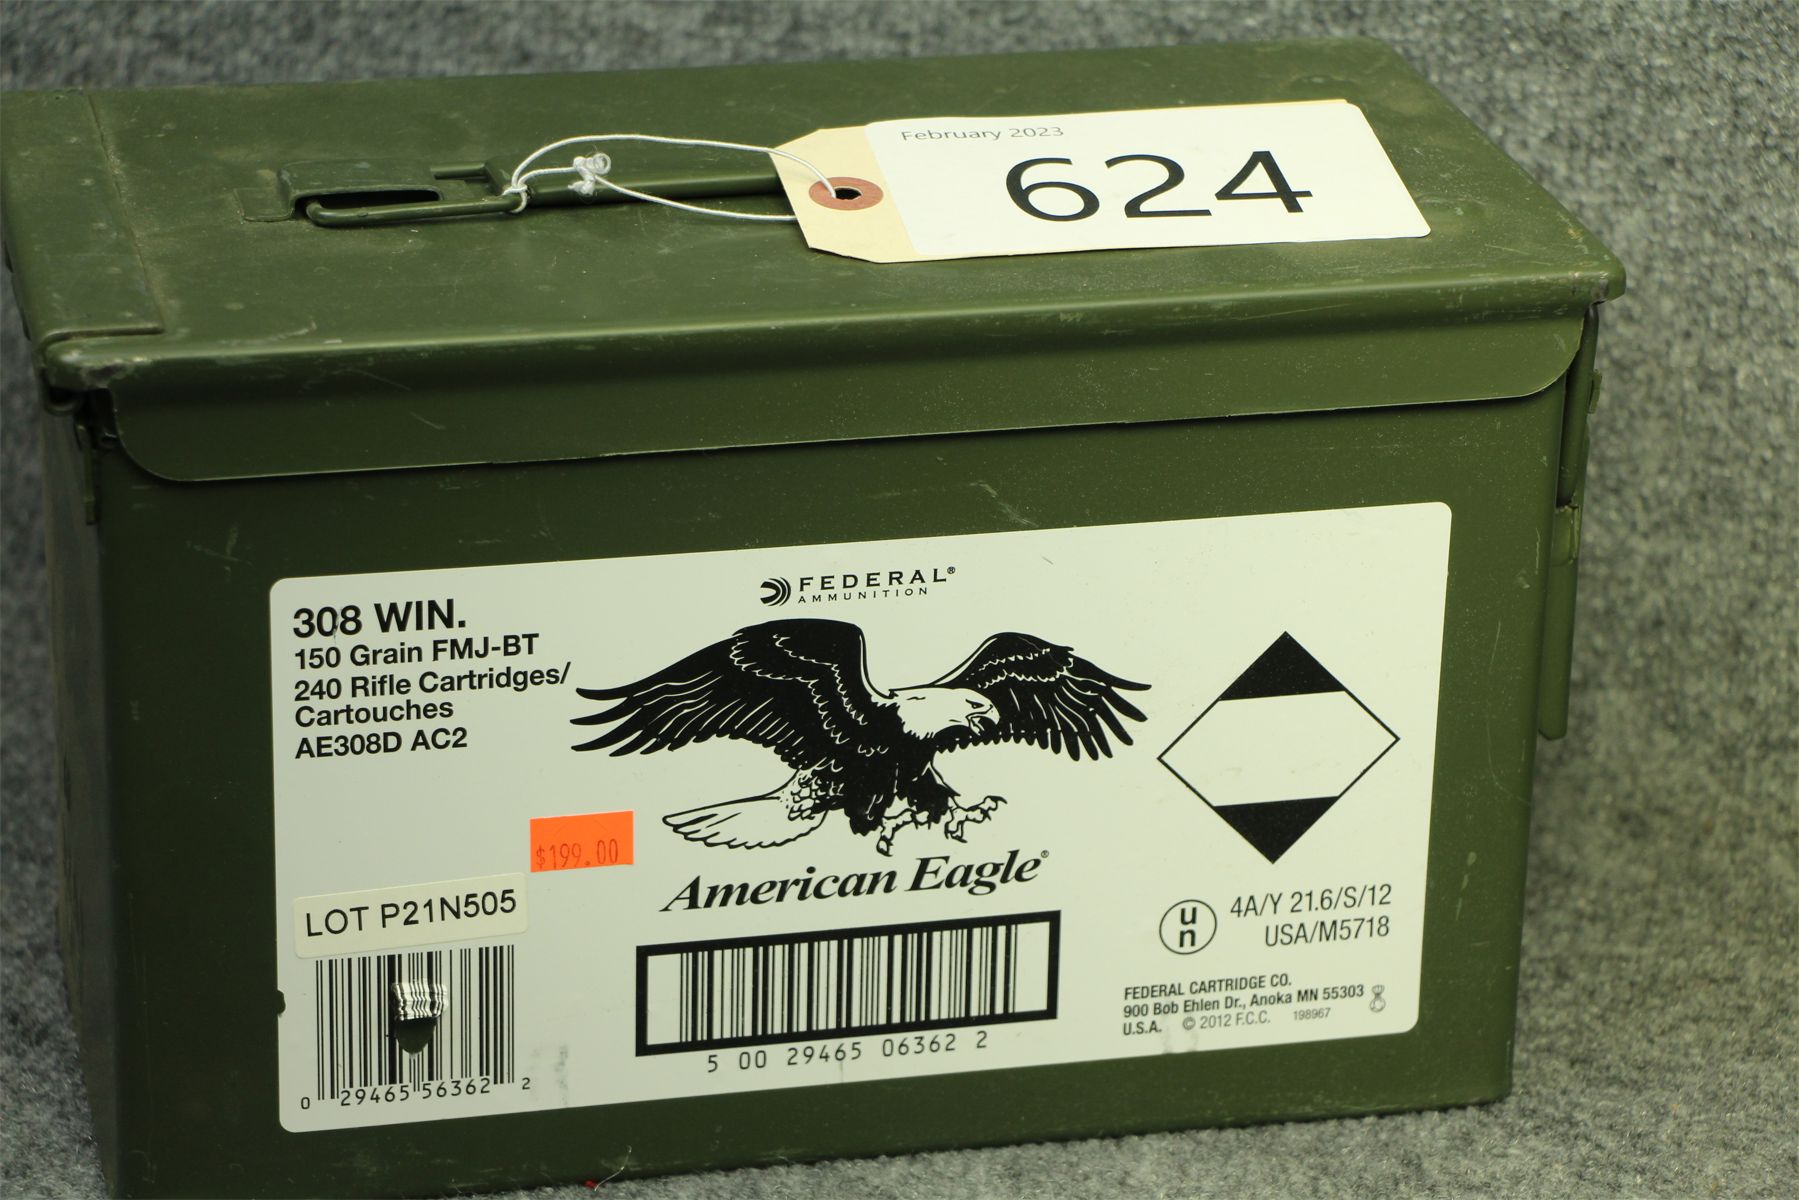 February 2023
624
FEDERAL®
AMMUNITION
308 WIN.
150 Grain FMJ-BT
240 Rifle Cartridges/
Cartouches
AE308D AC2
$199.00
American Eagle®
LOT P21N505
0 29465 56362 2
5 00 29465 06362 2
u
n
4A/Y 21.6/S/12
USA/M5718
FEDERAL CARTRIDGE CO.
900 Bob Ehlen Dr., Anoka MN 55303
U.S.A. © 2012 F.C.C. 198967